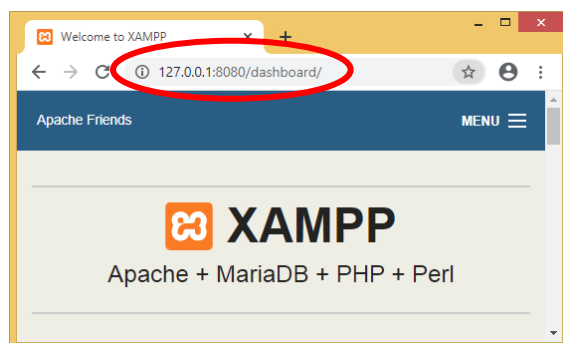 Welcome to XAMPP
127.0.0.1:8080/dashboard/
Apache Friends
MENU
XAMPP
Apache + MariaDB + PHP + Perl